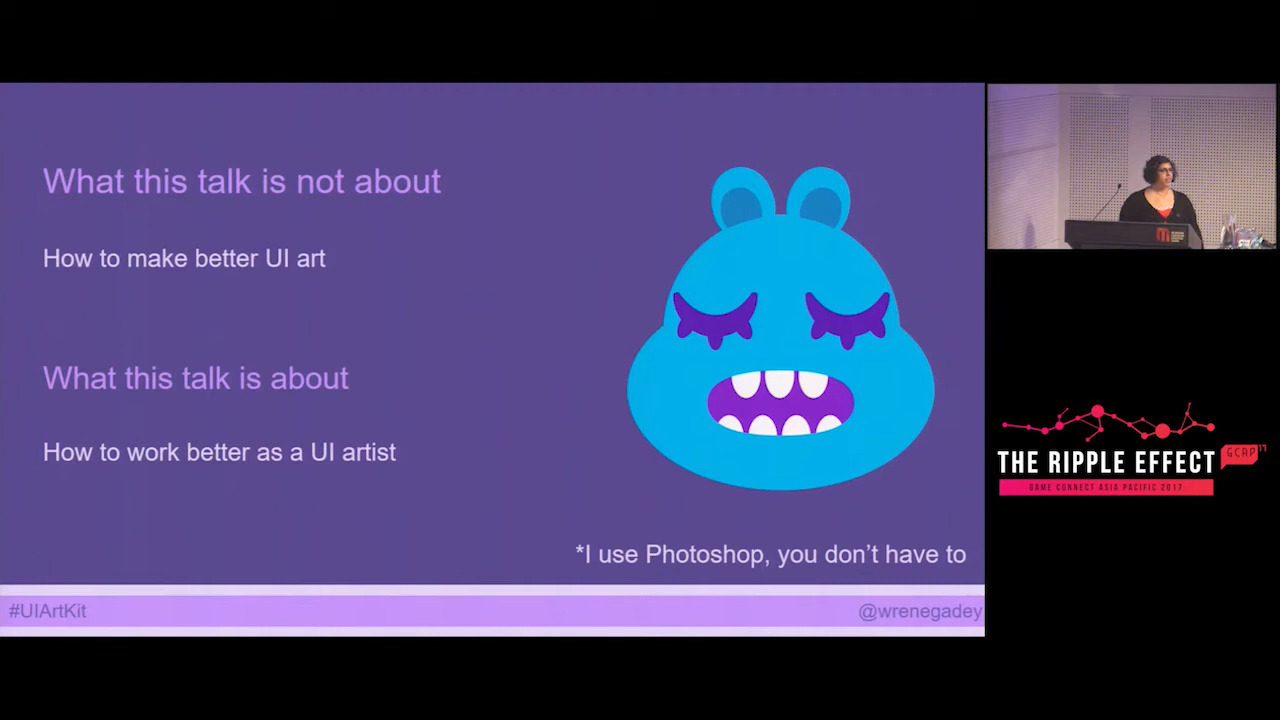 What this talk is not about
How to make better UI art
What this talk is about
How to work better as a UI artist
*I use Photoshop, you don't have to
#UIArtKit
@wrenegadey
THE RIPPLE EFFECT
GCAP 17
GAME CONNECT ASIA PACIFIC 2017